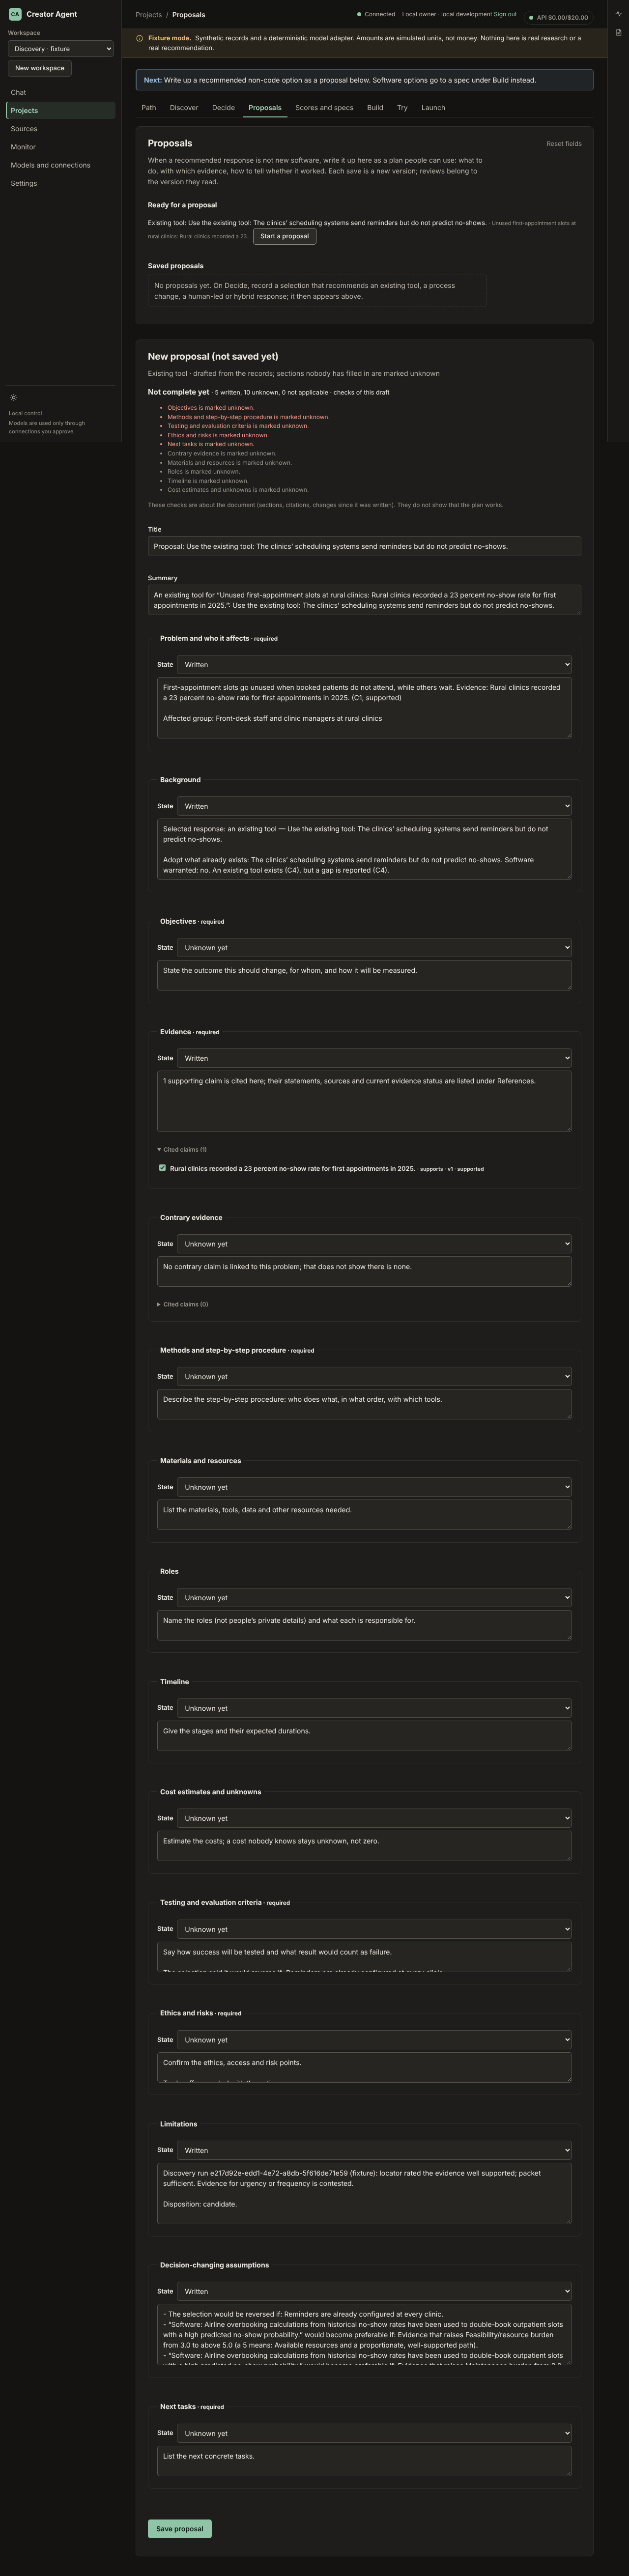 CA Creator Agent
Workspace
Discovery · fixture
New workspace
Chat
Projects
Sources
Monitor
Models and connections
Settings
Local control
Models are used only through
connections you approve.
Projects / Proposals
Connected Local owner · local development Sign out API $0.00/$20.00
Fixture mode. Synthetic records and a deterministic model adapter. Amounts are simulated units, not money. Nothing here is real research or a
real recommendation.
Next: Write up a recommended non-code option as a proposal below. Software options go to a spec under Build instead.
Path Discover Decide Proposals Scores and specs Build Try Launch
Proposals
Reset fields
When a recommended response is not new software, write it up here as a plan people can use: what to
do, with which evidence, how to tell whether it worked. Each save is a new version; reviews belong to
the version they read.
Ready for a proposal
Existing tool: Use the existing tool: The clinics’ scheduling systems send reminders but do not predict no-shows. · Unused first-appointment slots at
rural clinics: Rural clinics recorded a 23… Start a proposal
Saved proposals
No proposals yet. On Decide, record a selection that recommends an existing tool, a process
change, a human-led or hybrid response; it then appears above.
New proposal (not saved yet)
Existing tool · drafted from the records; sections nobody has filled in are marked unknown
Not complete yet · 5 written, 10 unknown, 0 not applicable · checks of this draft
• Objectives is marked unknown.
• Methods and step-by-step procedure is marked unknown.
• Testing and evaluation criteria is marked unknown.
• Ethics and risks is marked unknown.
• Next tasks is marked unknown.
• Contrary evidence is marked unknown.
• Materials and resources is marked unknown.
• Roles is marked unknown.
• Timeline is marked unknown.
• Cost estimates and unknowns is marked unknown.
These checks are about the document (sections, citations, changes since it was written). They do not show that the plan works.
Title
Proposal: Use the existing tool: The clinics’ scheduling systems send reminders but do not predict no-shows.
Summary
An existing tool for “Unused first-appointment slots at rural clinics: Rural clinics recorded a 23 percent no-show rate for first
appointments in 2025.”: Use the existing tool: The clinics’ scheduling systems send reminders but do not predict no-shows.
Problem and who it affects · required
State Written
First-appointment slots go unused when booked patients do not attend, while others wait. Evidence: Rural clinics recorded
a 23 percent no-show rate for first appointments in 2025. (C1, supported)
Affected group: Front-desk staff and clinic managers at rural clinics
Background
State Written
Selected response: an existing tool — Use the existing tool: The clinics’ scheduling systems send reminders but do not
predict no-shows.
Adopt what already exists: The clinics’ scheduling systems send reminders but do not predict no-shows. Software
warranted: no. An existing tool exists (C4), but a gap is reported (C4).
Objectives · required
State Unknown yet
State the outcome this should change, for whom, and how it will be measured.
Evidence · required
State Written
1 supporting claim is cited here; their statements, sources and current evidence status are listed under References.
▼ Cited claims (1)
Rural clinics recorded a 23 percent no-show rate for first appointments in 2025. · supports · v1 · supported
Contrary evidence
State Unknown yet
No contrary claim is linked to this problem; that does not show there is none.
▶ Cited claims (0)
Methods and step-by-step procedure · required
State Unknown yet
Describe the step-by-step procedure: who does what, in what order, with which tools.
Materials and resources
State Unknown yet
List the materials, tools, data and other resources needed.
Roles
State Unknown yet
Name the roles (not people’s private details) and what each is responsible for.
Timeline
State Unknown yet
Give the stages and their expected durations.
Cost estimates and unknowns
State Unknown yet
Estimate the costs; a cost nobody knows stays unknown, not zero.
Testing and evaluation criteria · required
State Unknown yet
Say how success will be tested and what result would count as failure.
Ethics and risks · required
State Unknown yet
Confirm the ethics, access and risk points.
Limitations
State Written
Discovery run e217d92e-edd1-4e72-a8db-5f616de71e59 (fixture): locator rated the evidence well supported; packet
sufficient. Evidence for urgency or frequency is contested.
Disposition: candidate.
Decision-changing assumptions
State Written
- The selection would be reversed if: Reminders are already configured at every clinic.
- “Software: Airline overbooking calculations from historical no-show rates have been used to double-book outpatient slots
with a high predicted no-show probability.” would become preferable if: Evidence that raises Feasibility/resource burden
from 3.0 to above 5.0 (a 5 means: Available resources and a proportionate, well-supported path).
- “Software: Airline overbooking calculations from historical no-show rates have been used to double-book outpatient slots
Next tasks · required
State Unknown yet
List the next concrete tasks.
Save proposal